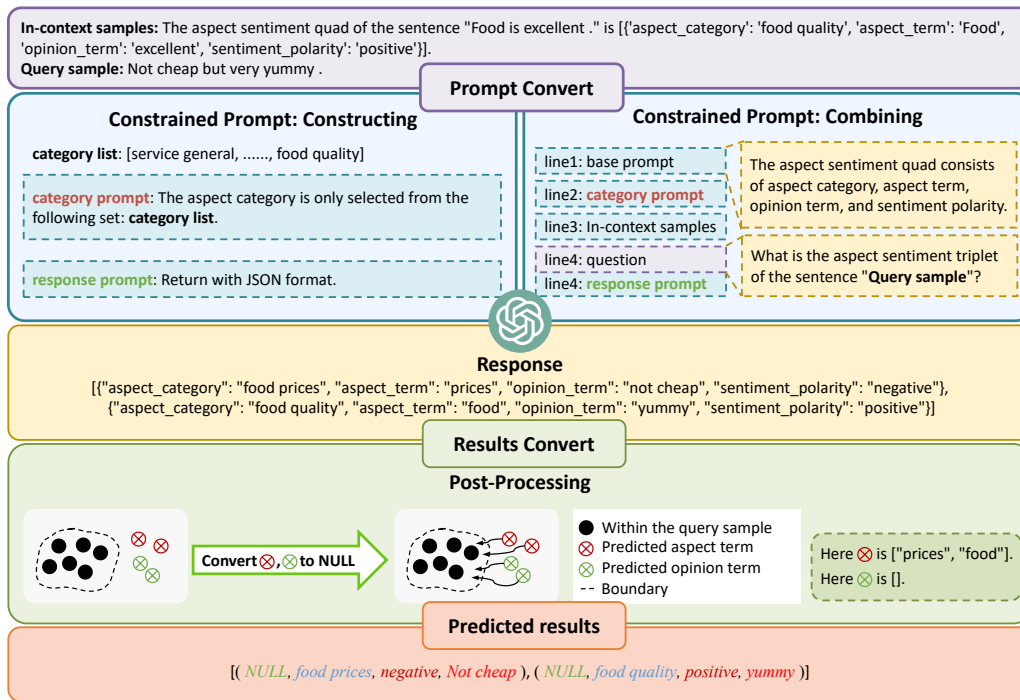 In-context samples: The aspect sentiment quad of the sentence "Food is excellent ." is [{'aspect_category': 'food quality', 'aspect_term': 'Food',
'opinion_term': 'excellent', 'sentiment_polarity': 'positive'}].
Query sample: Not cheap but very yummy .
Prompt Convert
Constrained Prompt: Constructing
category list: [service general, ......, food quality]
category prompt: The aspect category is only selected from the
following set: category list.
response prompt: Return with JSON format.
Constrained Prompt: Combining
line1: base prompt
line2: category prompt
line3: In-context samples
line4: question
line4: response prompt
The aspect sentiment quad consists
of aspect category, aspect term,
opinion term, and sentiment polarity.
What is the aspect sentiment triplet
of the sentence "Query sample"?
Response
[{"aspect_category": "food prices", "aspect_term": "prices", "opinion_term": "not cheap", "sentiment_polarity": "negative"},
{"aspect_category": "food quality", "aspect_term": "food", "opinion_term": "yummy", "sentiment_polarity": "positive"}]
Results Convert
Post-Processing
Convert ⊗, ⊗ to NULL
Within the query sample
Predicted aspect term
Predicted opinion term
Boundary
Here ⊗ is ["prices", "food"].
Here ⊗ is [].
Predicted results
[( NULL, food prices, negative, Not cheap ), ( NULL, food quality, positive, yummy )]